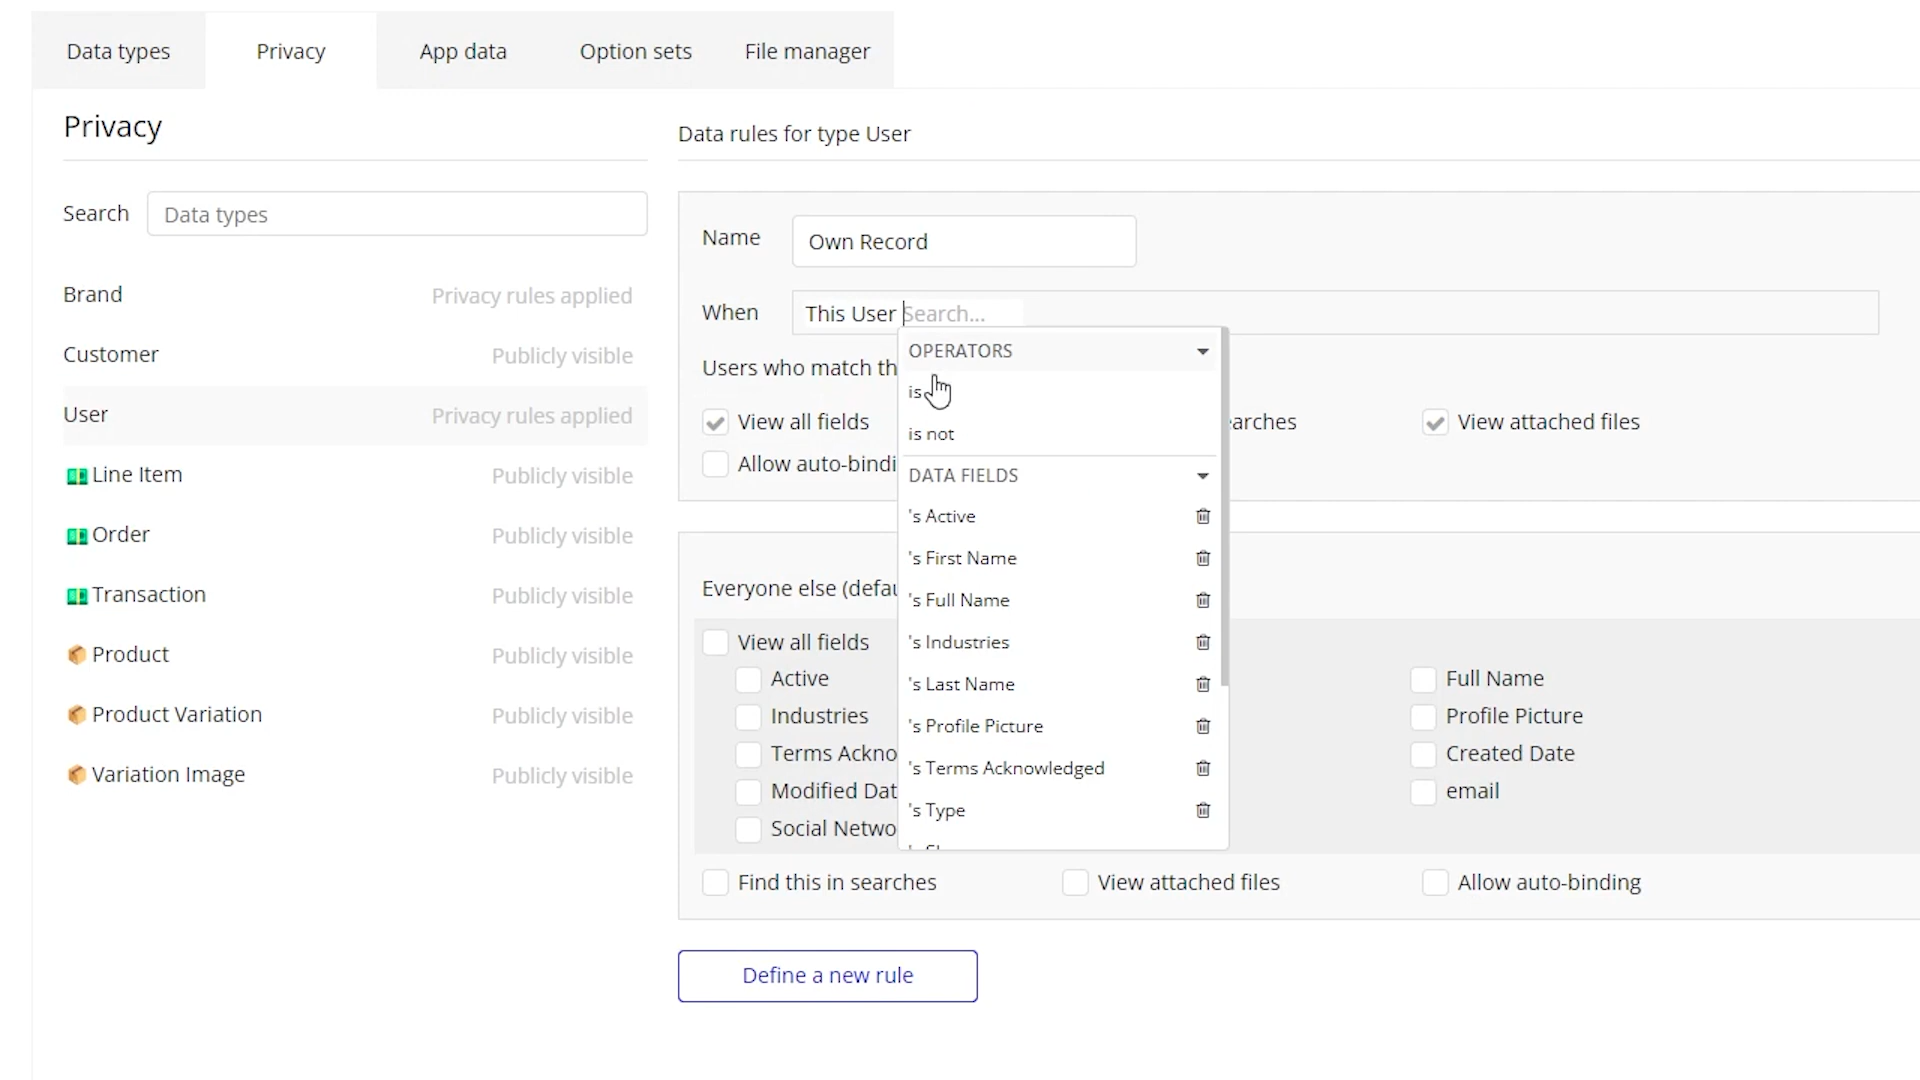 Data types
Privacy
App data
Option sets
File manager
Privacy
Search
Data types
Brand
Privacy rules applied
Customer
Publicly visible
User
Privacy rules applied
Line Item
Publicly visible
Order
Publicly visible
Transaction
Publicly visible
Product
Publicly visible
Product Variation
Publicly visible
Variation Image
Publicly visible
Data rules for type User
Name
Own Record
When
This User Search...
Users who match th
View all fields
arches
View attached files
Allow auto-bindi
OPERATORS
is
is not
DATA FIELDS
's Active
's First Name
's Full Name
's Industries
's Last Name
's Profile Picture
's Terms Acknowledged
's Type
Everyone else (defau
View all fields
Active
Full Name
Industries
Profile Picture
Terms Ackno
Created Date
Modified Dat
email
Social Netwo
Find this in searches
View attached files
Allow auto-binding
Define a new rule